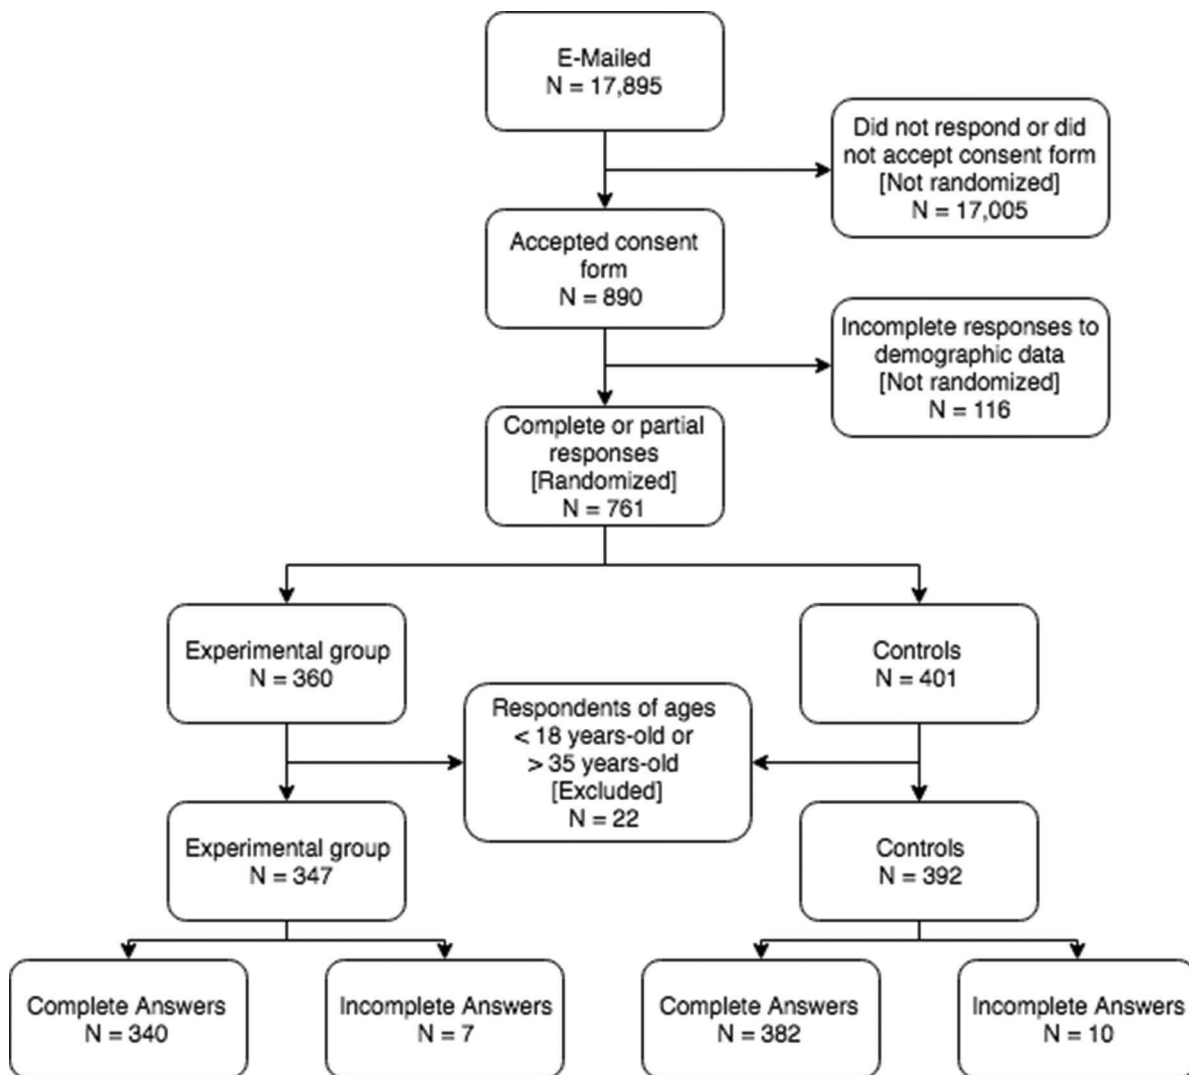 E-Mailed
N = 17,895
Did not respond or did
not accept consent form
[Not randomized]
N = 17,005
Accepted consent
form
N = 890
Incomplete responses to
demographic data
[Not randomized]
N = 116
Complete or partial
responses
[Randomized]
N = 761
Experimental group
N = 360
Controls
N = 401
Respondents of ages
< 18 years-old or
> 35 years-old
[Excluded]
N = 22
Experimental group
N = 347
Controls
N = 392
Complete Answers
N = 340
Incomplete Answers
N = 7
Complete Answers
N = 382
Incomplete Answers
N = 10